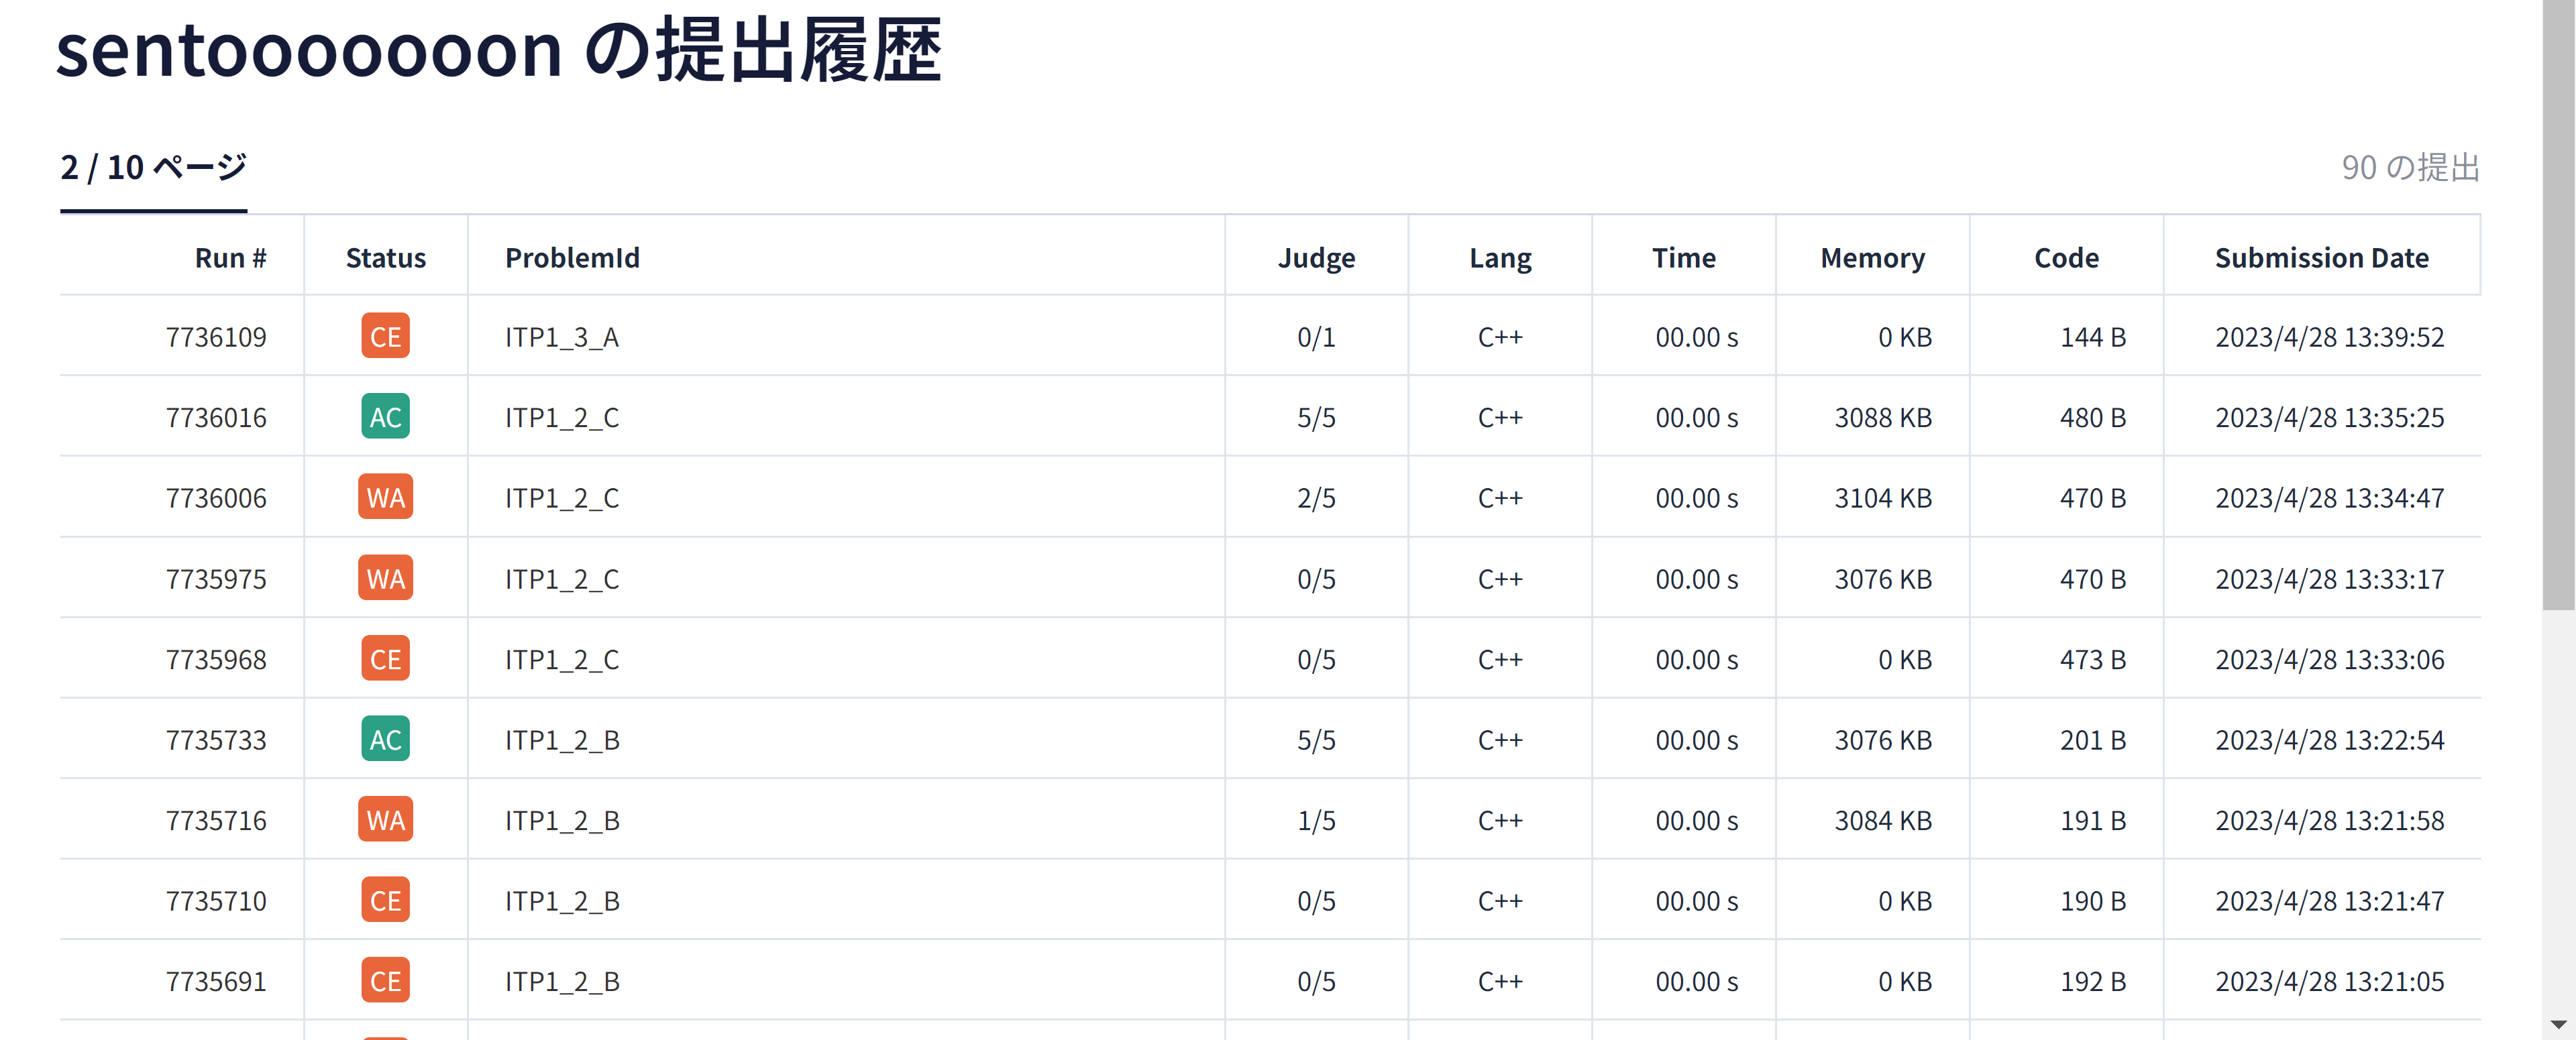 sentoooooooon の提出履歴
2 / 10 ページ 90 の提出
Run # Status ProblemId Judge Lang Time Memory Code Submission Date
7736109 CE ITP1_3_A 0/1 C++ 00.00 s 0 KB 144 B 2023/4/28 13:39:52
7736016 AC ITP1_2_C 5/5 C++ 00.00 s 3088 KB 480 B 2023/4/28 13:35:25
7736006 WA ITP1_2_C 2/5 C++ 00.00 s 3104 KB 470 B 2023/4/28 13:34:47
7735975 WA ITP1_2_C 0/5 C++ 00.00 s 3076 KB 470 B 2023/4/28 13:33:17
7735968 CE ITP1_2_C 0/5 C++ 00.00 s 0 KB 473 B 2023/4/28 13:33:06
7735733 AC ITP1_2_B 5/5 C++ 00.00 s 3076 KB 201 B 2023/4/28 13:22:54
7735716 WA ITP1_2_B 1/5 C++ 00.00 s 3084 KB 191 B 2023/4/28 13:21:58
7735710 CE ITP1_2_B 0/5 C++ 00.00 s 0 KB 190 B 2023/4/28 13:21:47
7735691 CE ITP1_2_B 0/5 C++ 00.00 s 0 KB 192 B 2023/4/28 13:21:05